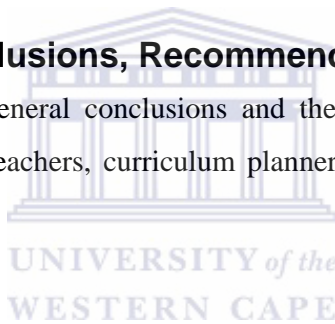 lusions, Recommend
eneral conclusions and the
eachers, curriculum planner
UNIVERSITY of the
WESTERN CAPE